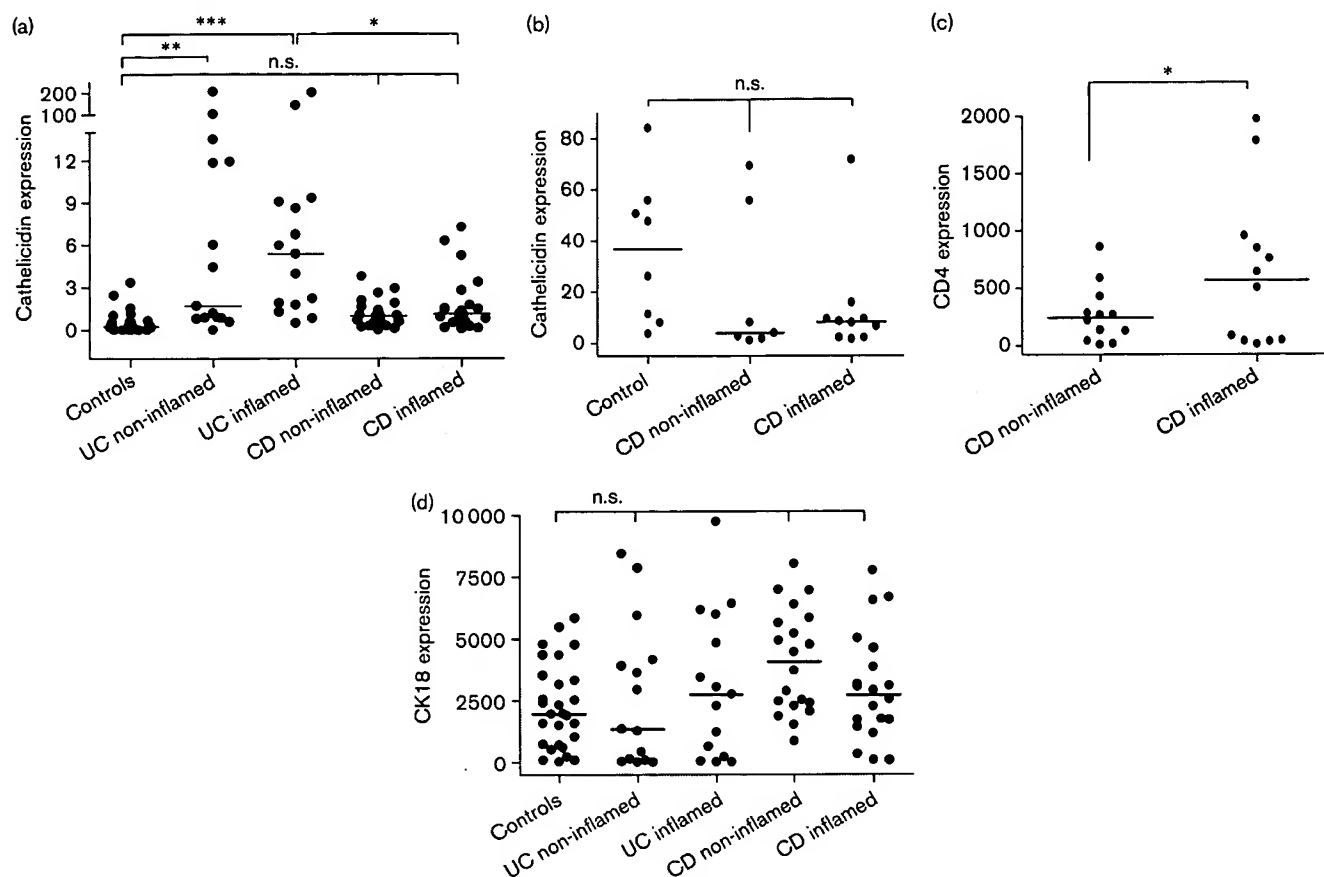 (a)
***
*
**
n.s.
Cathelicidin expression
200
100
12
9
6
3
0
Controls
UC non-inflamed
UC inflamed
CD non-inflamed
CD inflamed
(b)
n.s.
Cathelicidin expression
80
60
40
20
0
Control
CD non-inflamed
CD inflamed
(c)
*
CD4 expression
2000
1500
1000
500
0
CD non-inflamed
CD inflamed
(d)
n.s.
CK18 expression
10 000
7500
5000
2500
0
Controls
UC non-inflamed
UC inflamed
CD non-inflamed
CD inflamed